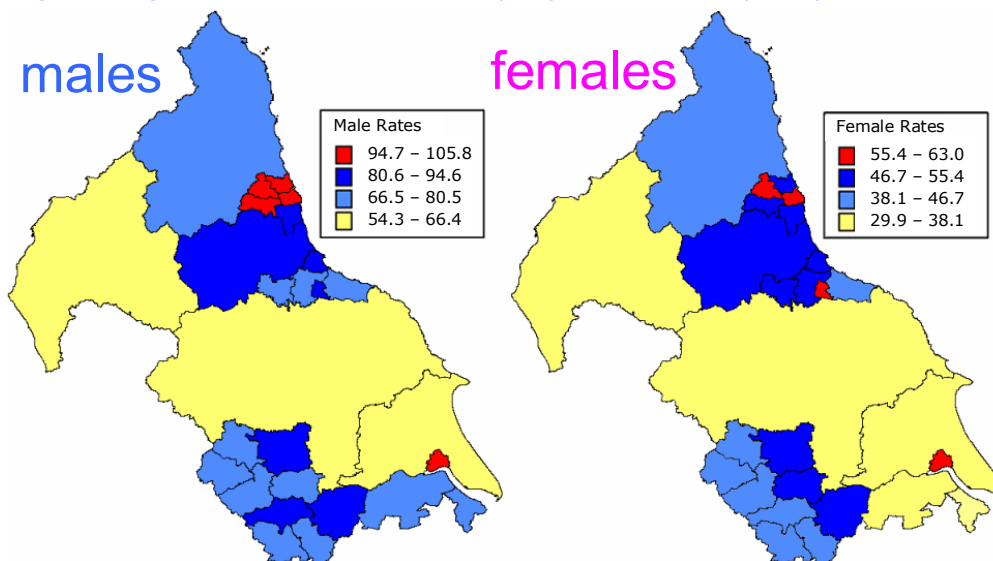 males
females
Male Rates
94.7 – 105.8
80.6 – 94.6
66.5 – 80.5
54.3 – 66.4
Female Rates
55.4 – 63.0
46.7 – 55.4
38.1 – 46.7
29.9 – 38.1